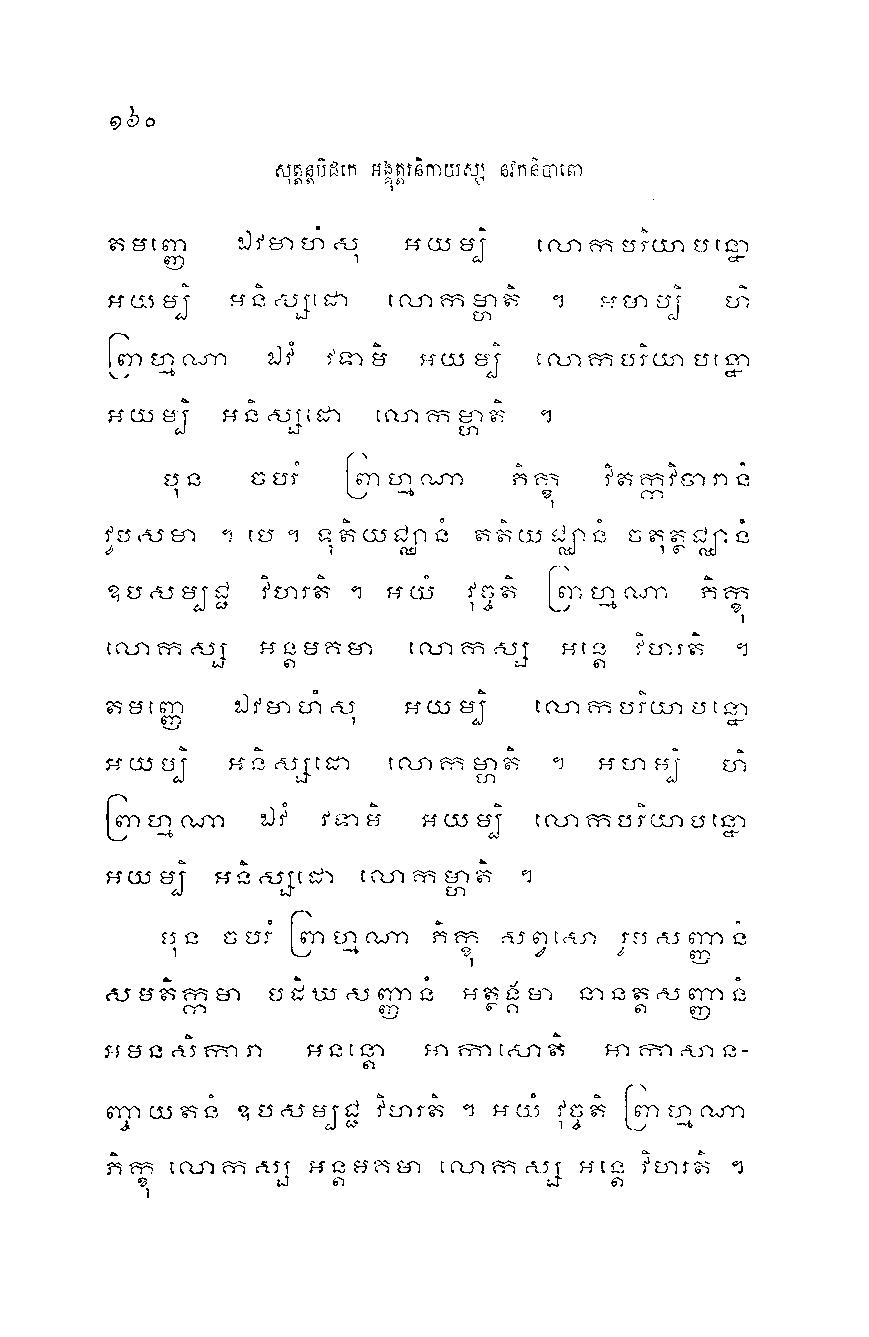 ១៦០
សុត្តន្តបិដកេ អង្គុត្តរនិកាយស្ស នវកនិបាតោ
តមញ្ញេ ឯវមាហំសុ អយម្បិ លោកបរិយាបន្នោ
អយម្បិ អនិស្សដោ លោកម្ហាតិ ។ អហម្បិ ហិ
ព្រាហ្មណា ឯវំ វទាមិ អយម្បិ លោកបរិយាបន្នោ
អយម្បិ អនិស្សដោ លោកម្ហាតិ ។
បុន ចបរំ ព្រាហ្មណា ភិក្ខុ វិតក្កវិចារានំ
វូបសមា ។ បេ ។ ទុតិយជ្ឈានំ តតិយជ្ឈានំ ចតុត្ថជ្ឈានំ
ឧបសម្បជ្ជ វិហរតិ ។ អយំ វុច្ចតិ ព្រាហ្មណា ភិក្ខុ
លោកស្ស អន្តមគមា លោកស្ស អន្តេ វិហរតិ ។
តមញ្ញេ ឯវមាហំសុ អយម្បិ លោកបរិយាបន្នោ
អយម្បិ អនិស្សដោ លោកម្ហាតិ ។ អហម្បិ ហិ
ព្រាហ្មណា ឯវំ វទាមិ អយម្បិ លោកបរិយាបន្នោ
អយម្បិ អនិស្សដោ លោកម្ហាតិ ។
បុន ចបរំ ព្រាហ្មណា ភិក្ខុ សព្វសោ រូបសញ្ញានំ
សមតិក្កមា បដិឃសញ្ញានំ អត្ថង្គមា នានត្តសញ្ញានំ
អមនសិការា អនន្តោ អាកាសោតិ អាកាសាន-
ញ្ចាយតនំ ឧបសម្បជ្ជ វិហរតិ ។ អយំ វុច្ចតិ ព្រាហ្មណា
ភិក្ខុ លោកស្ស អន្តមគមា លោកស្ស អន្តេ វិហរតិ ។